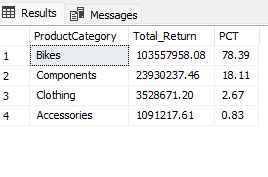 Results Messages
ProductCategory Total_Return PCT
1 Bikes 103557958.08 78.39
2 Components 23930237.46 18.11
3 Clothing 3528671.20 2.67
4 Accessories 1091217.61 0.83